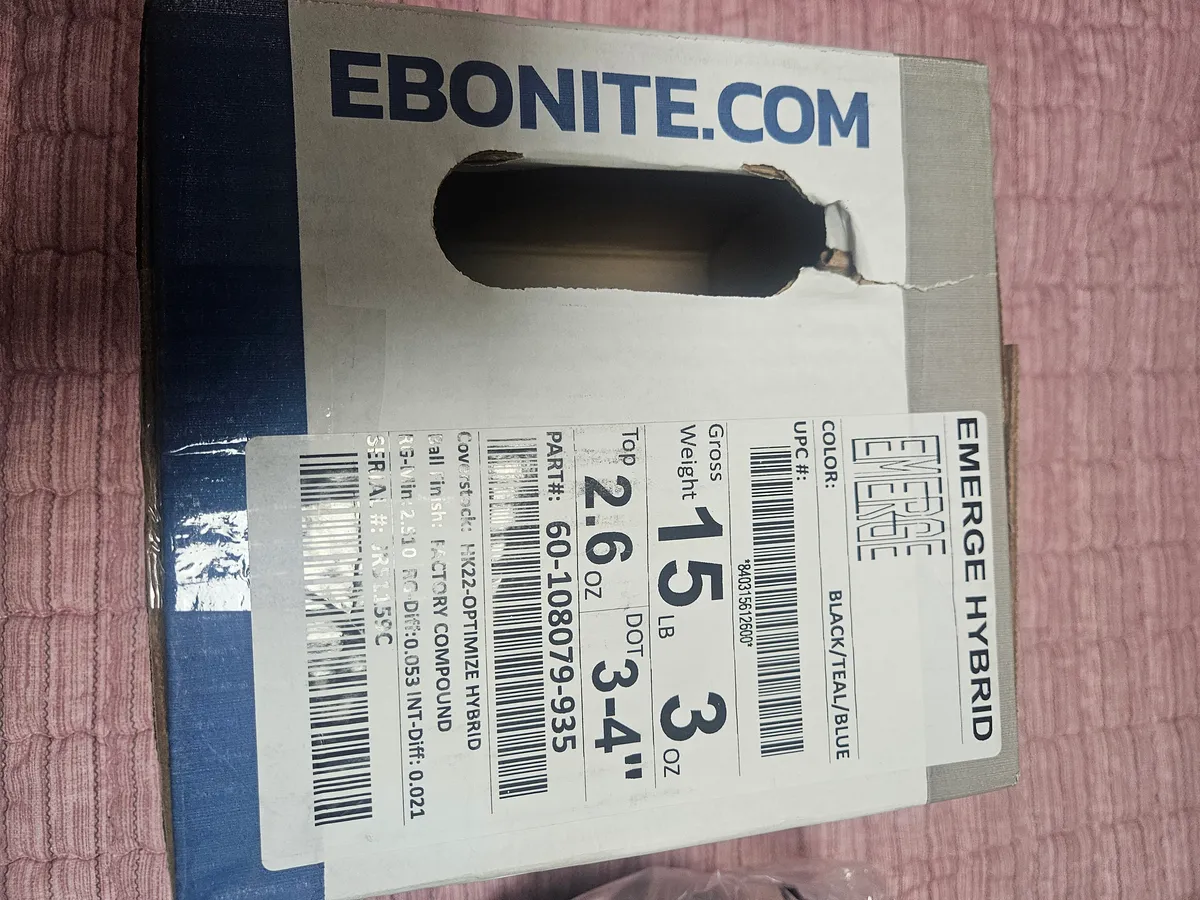 EBONITE.COM
EMERGE HYBRID
EMERGE
COLOR: BLACK/TEAL/BLUE
UPC #:
*840315612600*
Gross Weight 15 LB 3 OZ
Top 2.6 OZ DOT 3-4"
PART#: 60-108079-935
Coverstock: HK22-OPTIMIZE HYBRID
Ball Finish: FACTORY COMPOUND
RG-Min 2.510 RG-Diff:0.053 INT-Diff: 0.021
SERIAL #: